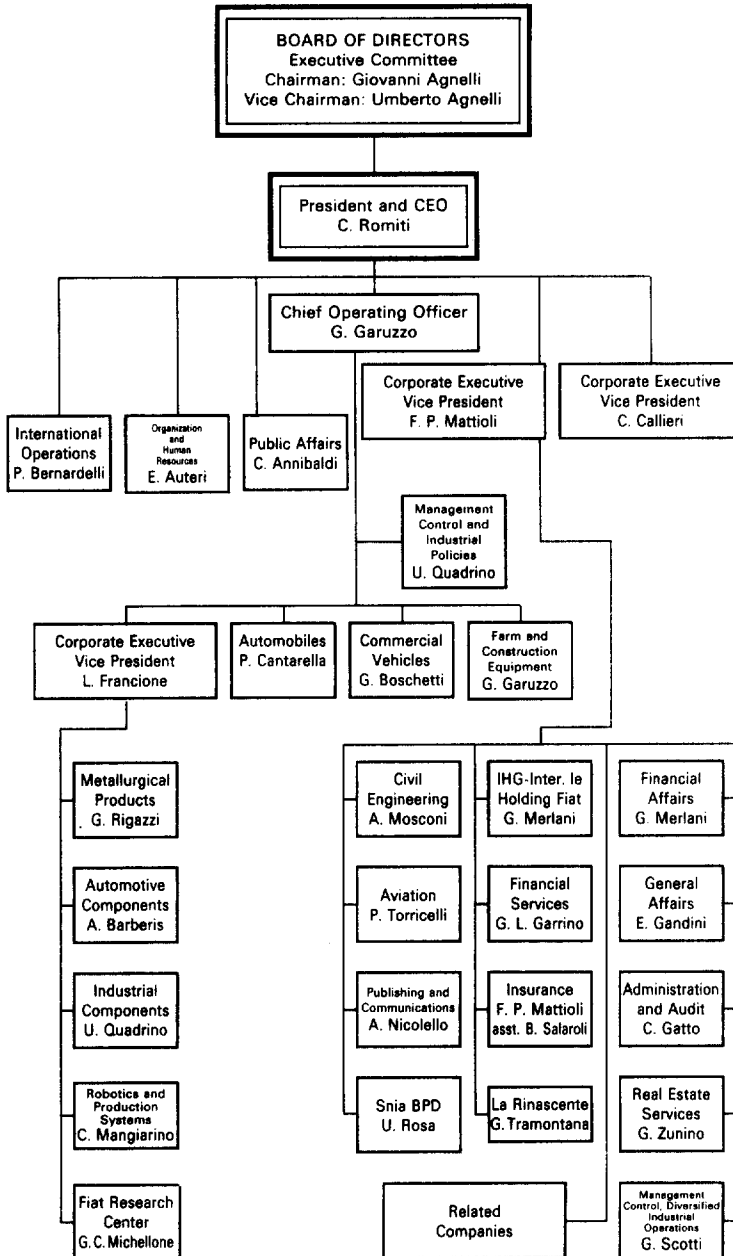 BOARD OF DIRECTORS
Executive Committee
Chairman: Giovanni Agnelli
Vice Chairman: Umberto Agnelli
President and CEO
C. Romiti
Chief Operating Officer
G. Garuzzo
Corporate Executive
Vice President
F. P. Mattioli
Corporate Executive
Vice President
C. Callieri
International
Operations
P. Bernardelli
Organization
and
Human
Resources
E. Auteri
Public Affairs
C. Annibaldi
Management
Control and
Industrial
Policies
U. Quadrino
Corporate Executive
Vice President
L. Francione
Automobiles
P. Cantarella
Commercial
Vehicles
G. Boschetti
Farm and
Construction
Equipment
G. Garuzzo
Metallurgical
Products
G. Rigazzi
Automotive
Components
A. Barberis
Industrial
Components
U. Quadrino
Robotics and
Production
Systems
C. Mangiarino
Fiat Research
Center
G. C. Michellone
Civil
Engineering
A. Mosconi
Aviation
P. Torricelli
Publishing and
Communications
A. Nicolello
Snia BPD
U. Rosa
IHG-Inter. le
Holding Fiat
G. Merlani
Financial
Services
G. L. Garrino
Insurance
F. P. Mattioli
asst. B. Salaroli
La Rinascente
G. Tramontana
Related
Companies
Financial
Affairs
G. Merlani
General
Affairs
E. Gandini
Administration
and Audit
C. Gatto
Real Estate
Services
G. Zunino
Management
Control, Diversified
Industrial
Operations
G. Scotti